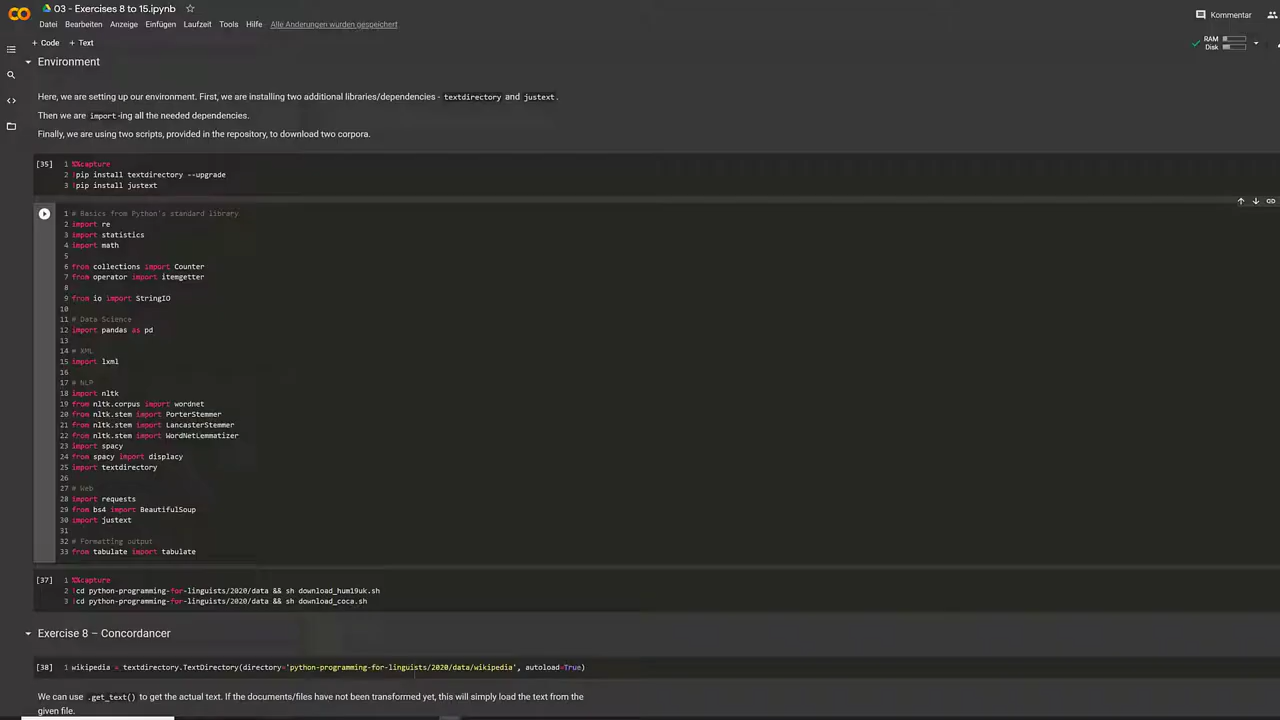 03 - Exercises 8 to 15.ipynb
Datei Bearbeiten Anzeige Einfügen Laufzeit Tools Hilfe Alle Änderungen wurden gespeichert
Kommentar
+ Code + Text
RAM
Disk
Environment
Here, we are setting up our environment. First, we are installing two additional libraries/dependencies - textdirectory and justext.
Then we are import-ing all the needed dependencies.
Finally, we are using two scripts, provided in the repository, to download two corpora.
[35] 1 %%capture
2 !pip install textdirectory --upgrade
3 !pip install justext
1 # Basics from Python's standard library
2 import re
3 import statistics
4 import math
5
6 from collections import Counter
7 from operator import itemgetter
8
9 from io import StringIO
10
11 # Data Science
12 import pandas as pd
13
14 # XML
15 import lxml
16
17 # NLP
18 import nltk
19 from nltk.corpus import wordnet
20 from nltk.stem import PorterStemmer
21 from nltk.stem import LancasterStemmer
22 from nltk.stem import WordNetLemmatizer
23 import spacy
24 from spacy import displacy
25 import textdirectory
26
27 # Web
28 import requests
29 from bs4 import BeautifulSoup
30 import justext
31
32 # Formatting output
33 from tabulate import tabulate
[37] 1 %%capture
2 !cd python-programming-for-linguists/2020/data && sh download_hum19uk.sh
3 !cd python-programming-for-linguists/2020/data && sh download_coca.sh
Exercise 8 – Concordancer
[38] 1 wikipedia = textdirectory.TextDirectory(directory='python-programming-for-linguists/2020/data/wikipedia', autoload=True)
We can use .get_text() to get the actual text. If the documents/files have not been transformed yet, this will simply load the text from the
given file.